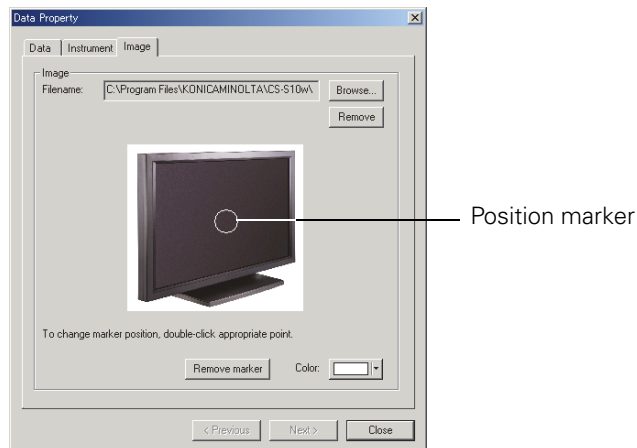 Data Property
Data Instrument Image
Image
Filename: C:\Program Files\KONICAMINOLTA\CS-S10w\ Browse...
Remove
Position marker
To change marker position, double-click appropriate point.
Remove marker Color:
< Previous Next > Close